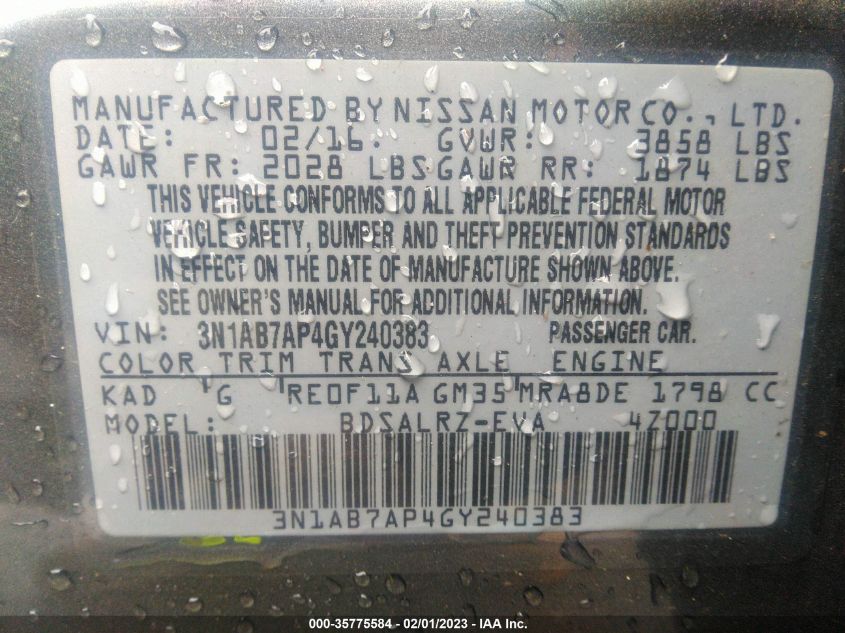 MANUFACTURED BY NISSAN MOTOR CO., LTD.
DATE: 02/16. GVWR: 3858 LBS
GAWR FR: 2028 LBS GAWR RR: 1874 LBS
THIS VEHICLE CONFORMS TO ALL APPLICABLE FEDERAL MOTOR
VEHICLE SAFETY, BUMPER AND THEFT PREVENTION STANDARDS
IN EFFECT ON THE DATE OF MANUFACTURE SHOWN ABOVE.
SEE OWNER'S MANUAL FOR ADDITIONAL INFORMATION.
VIN: 3N1AB7AP4GY240383 PASSENGER CAR.
COLOR TRIM TRANS AXLE ENGINE
KAD G RE0F11A GM35 MRA8DE 1798 CC
MODEL: BDSALRZ-EVA 4Z000
3N1AB7AP4GY240383
000-35775584 - 02/01/2023 - IAA Inc.